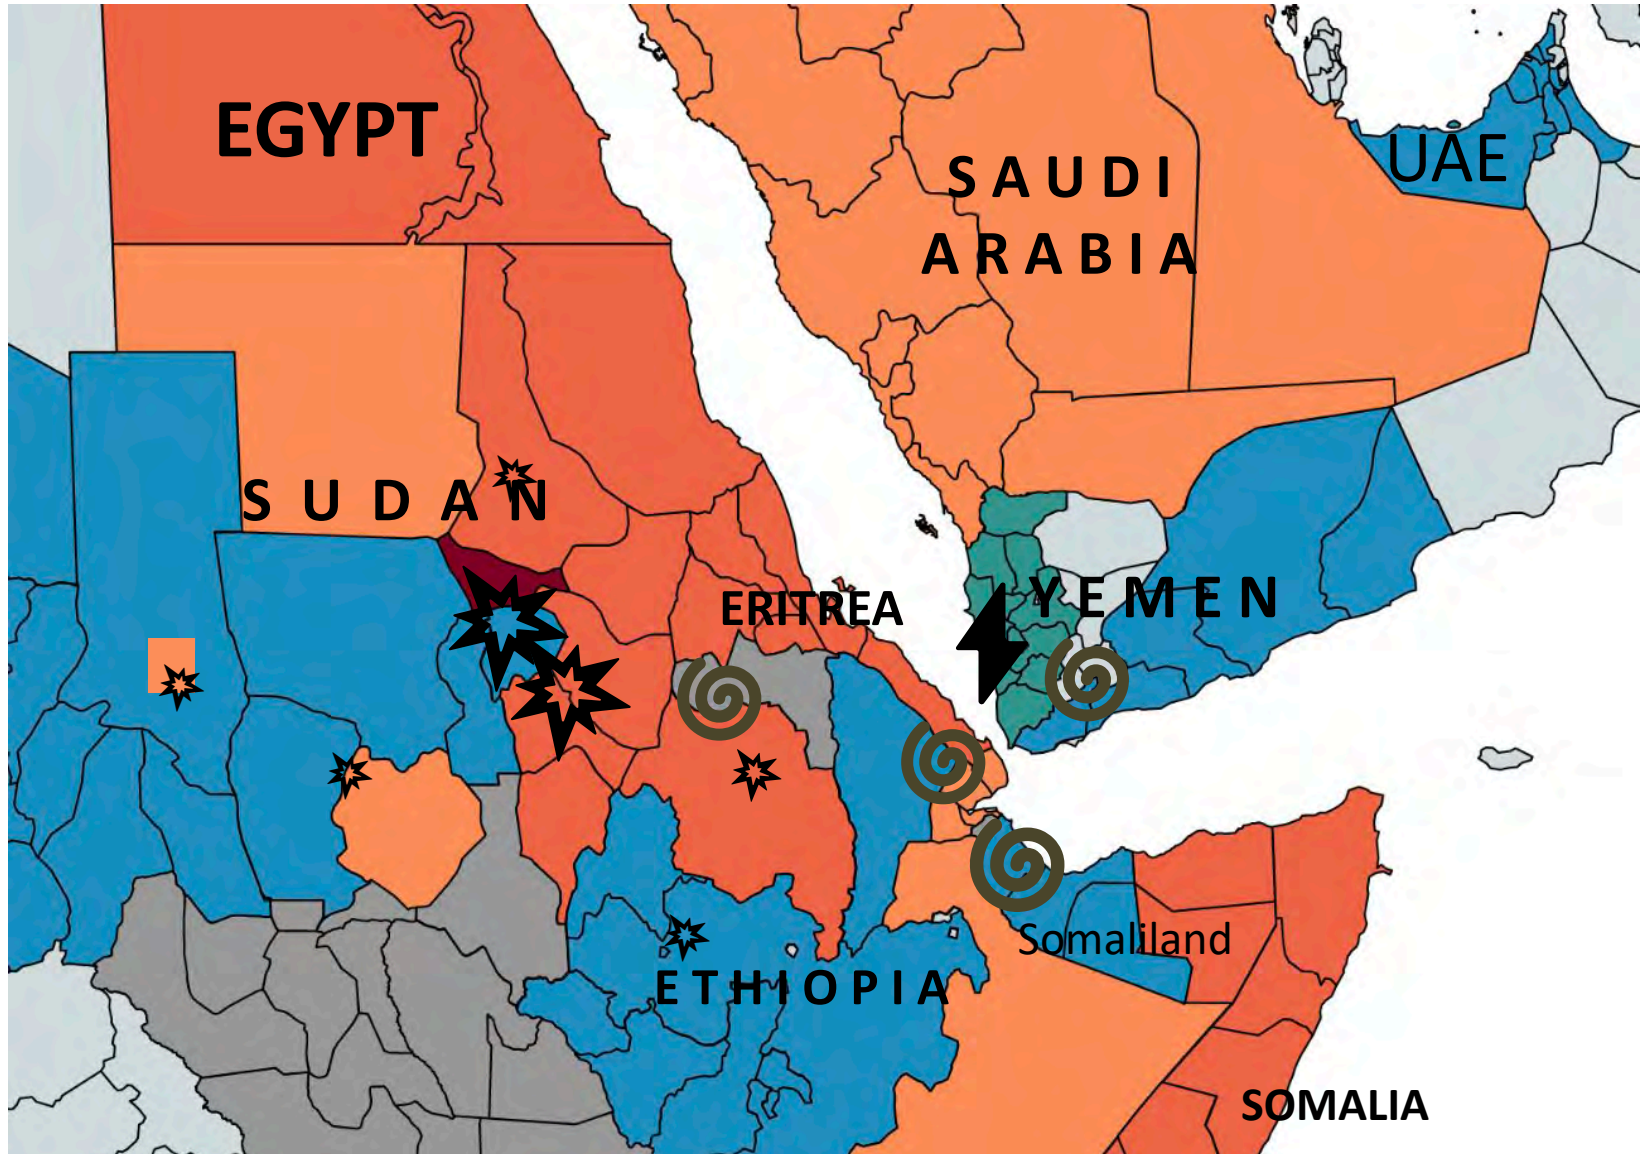 EGYPT
SAUDI
ARABIA
UAE
SUDAN
ERITREA
YEMEN
Somaliland
ETHIOPIA
SOMALIA